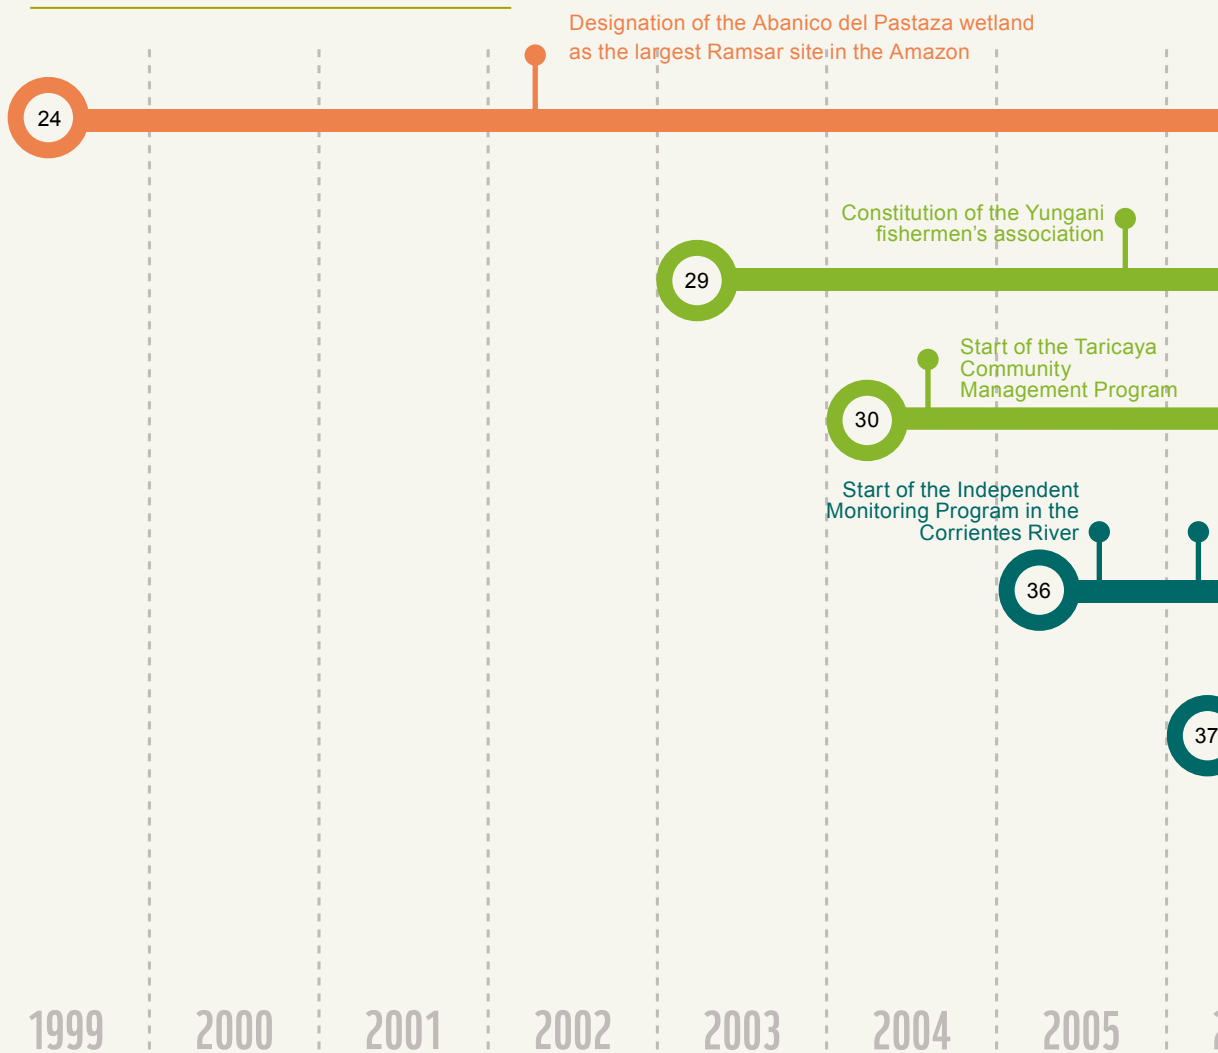 Designation of the Abanico del Pastaza wetland
as the largest Ramsar site in the Amazon
24
Constitution of the Yungani
fishermen's association
29
Start of the Taricaya
Community
Management Program
30
Start of the Independent
Monitoring Program in the
Corrientes River
36
37
1999 2000 2001 2002 2003 2004 2005